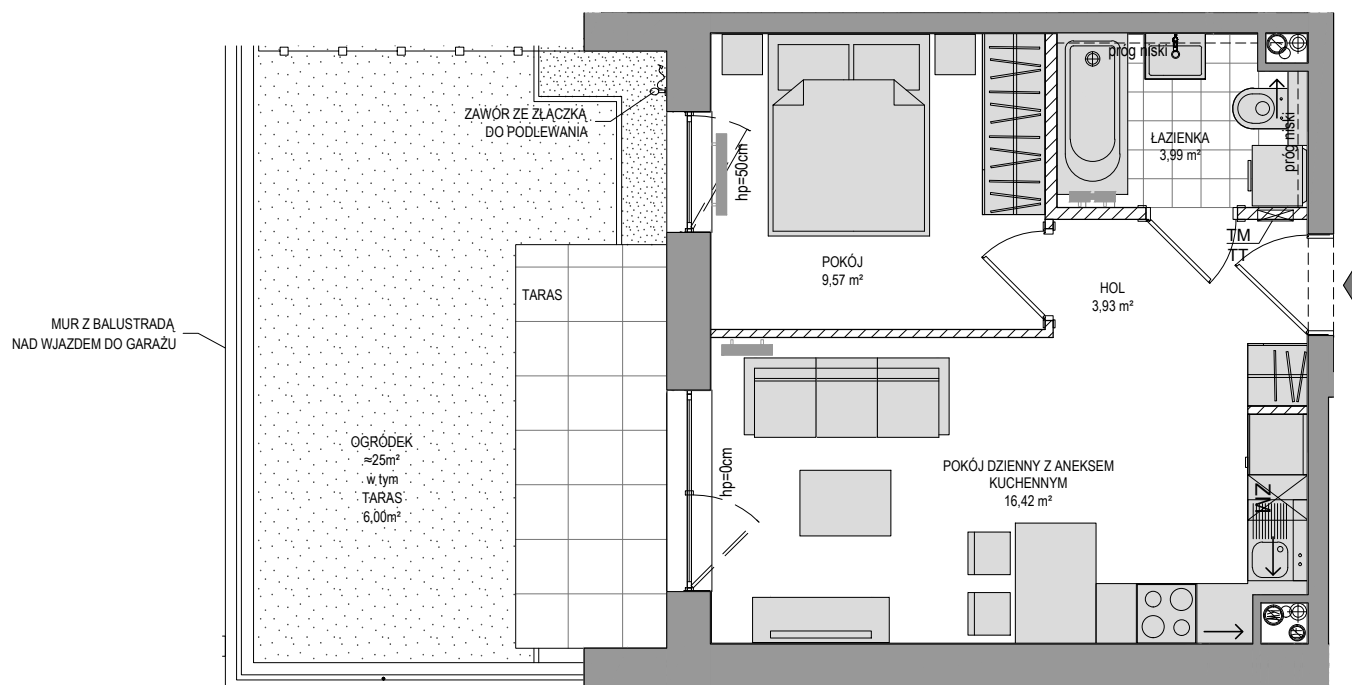 próg niski
ZAWÓR ZE ZŁĄCZKĄ
DO PODLEWANIA
ŁAZIENKA
3,99 m²
próg niski
hp=50cm
TM
TT
POKÓJ
9,57 m²
HOL
3,93 m²
TARAS
MUR Z BALUSTRADĄ
NAD WJAZDEM DO GARAŻU
OGRÓDEK
≈25m²
w tym
TARAS
6,00m²
hp=0cm
POKÓJ DZIENNY Z ANEKSEM
KUCHENNYM
16,42 m²
ZM